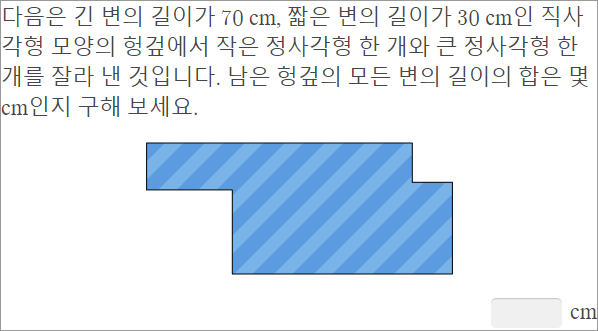 다음은 긴 변의 길이가 70 cm, 짧은 변의 길이가 30 cm인 직사
각형 모양의 헝겊에서 작은 정사각형 한 개와 큰 정사각형 한
개를 잘라 낸 것입니다. 남은 헝겊의 모든 변의 길이의 합은 몇
cm인지 구해 보세요.
cm